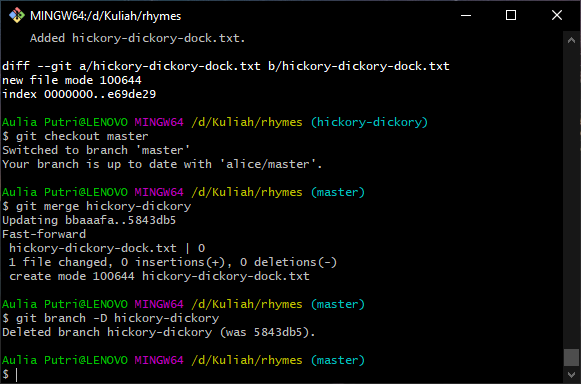 MINGW64:/d/Kuliah/rhymes
Added hickory-dickory-dock.txt.
diff --git a/hickory-dickory-dock.txt b/hickory-dickory-dock.txt
new file mode 100644
index 0000000..e69de29
Aulia Putri@LENOVO MINGW64 /d/Kuliah/rhymes (hickory-dickory)
$ git checkout master
Switched to branch 'master'
Your branch is up to date with 'alice/master'.
Aulia Putri@LENOVO MINGW64 /d/Kuliah/rhymes (master)
$ git merge hickory-dickory
Updating bbaaafa..5843db5
Fast-forward
 hickory-dickory-dock.txt | 0
 1 file changed, 0 insertions(+), 0 deletions(-)
 create mode 100644 hickory-dickory-dock.txt
Aulia Putri@LENOVO MINGW64 /d/Kuliah/rhymes (master)
$ git branch -D hickory-dickory
Deleted branch hickory-dickory (was 5843db5).
Aulia Putri@LENOVO MINGW64 /d/Kuliah/rhymes (master)
$